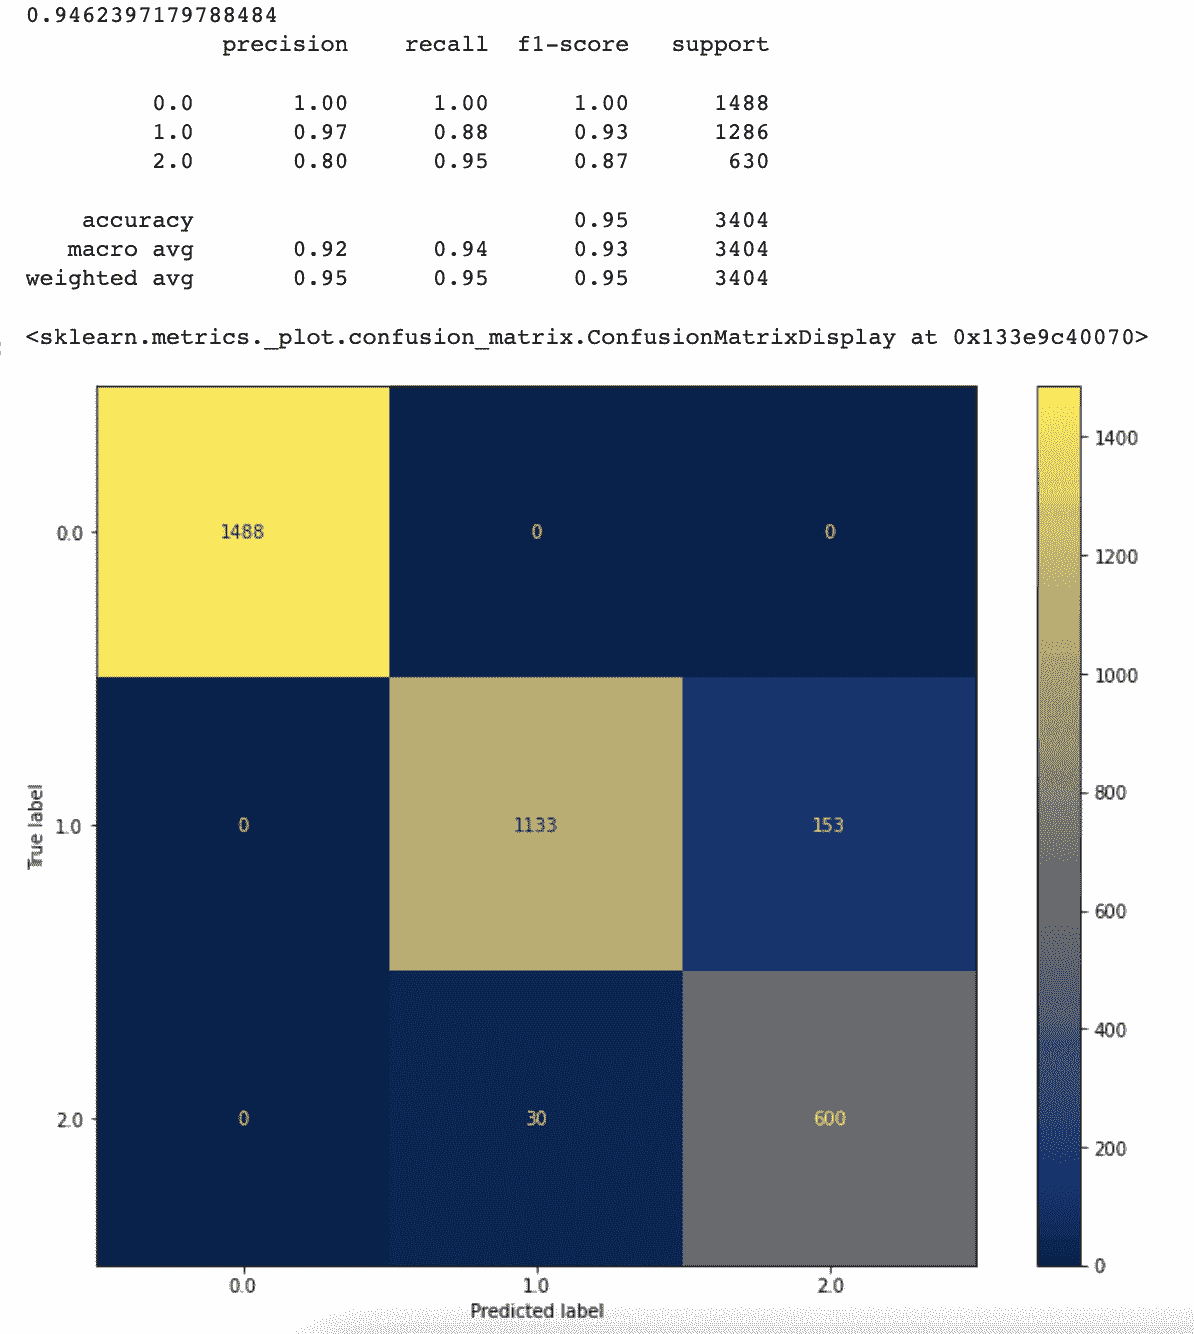 0.9462397179788484
precision recall f1-score support
0.0 1.00 1.00 1.00 1488
1.0 0.97 0.88 0.93 1286
2.0 0.80 0.95 0.87 630
accuracy 0.95 3404
macro avg 0.92 0.94 0.93 3404
weighted avg 0.95 0.95 0.95 3404
<sklearn.metrics._plot.confusion_matrix.ConfusionMatrixDisplay at 0x133e9c40070>
1400
0.0 1488 0 0
1200
1000
800
True label
1.0 0 1133 153
600
400
2.0 0 30 600
200
0
0.0 1.0 2.0
Predicted label